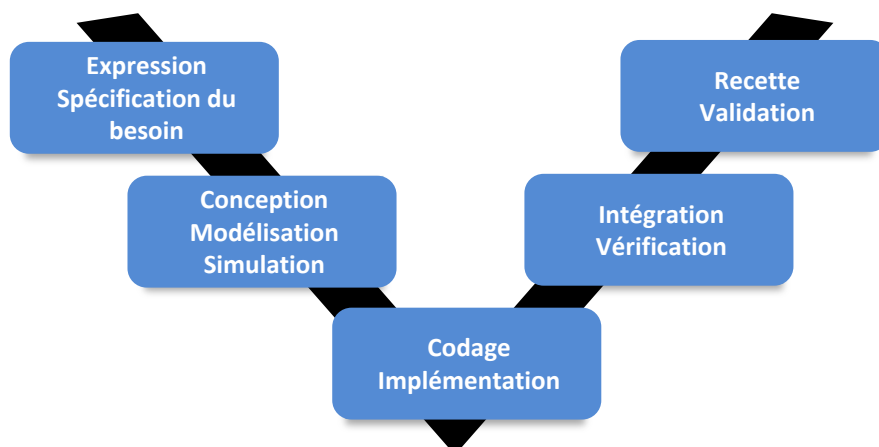 Expression
Spécification du
besoin
Conception
Modélisation
Simulation
Codage
Implémentation
Intégration
Vérification
Recette
Validation